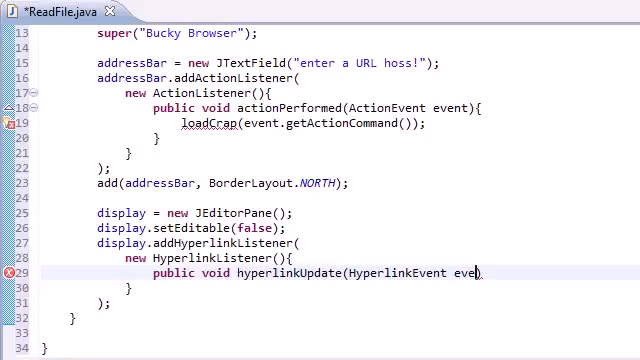 *ReadFile.java
13 super("Bucky Browser");
14
15 addressBar = new JTextField("enter a URL hoss!");
16 addressBar.addActionListener(
17 new ActionListener(){
18 public void actionPerformed(ActionEvent event){
19 loadCrap(event.getActionCommand());
20 }
21 }
22 );
23 add(addressBar, BorderLayout.NORTH);
24
25 display = new JEditorPane();
26 display.setEditable(false);
27 display.addHyperlinkListener(
28 new HyperlinkListener(){
29 public void hyperlinkUpdate(HyperlinkEvent eve)
30 }
31 );
32 }
33
34 }